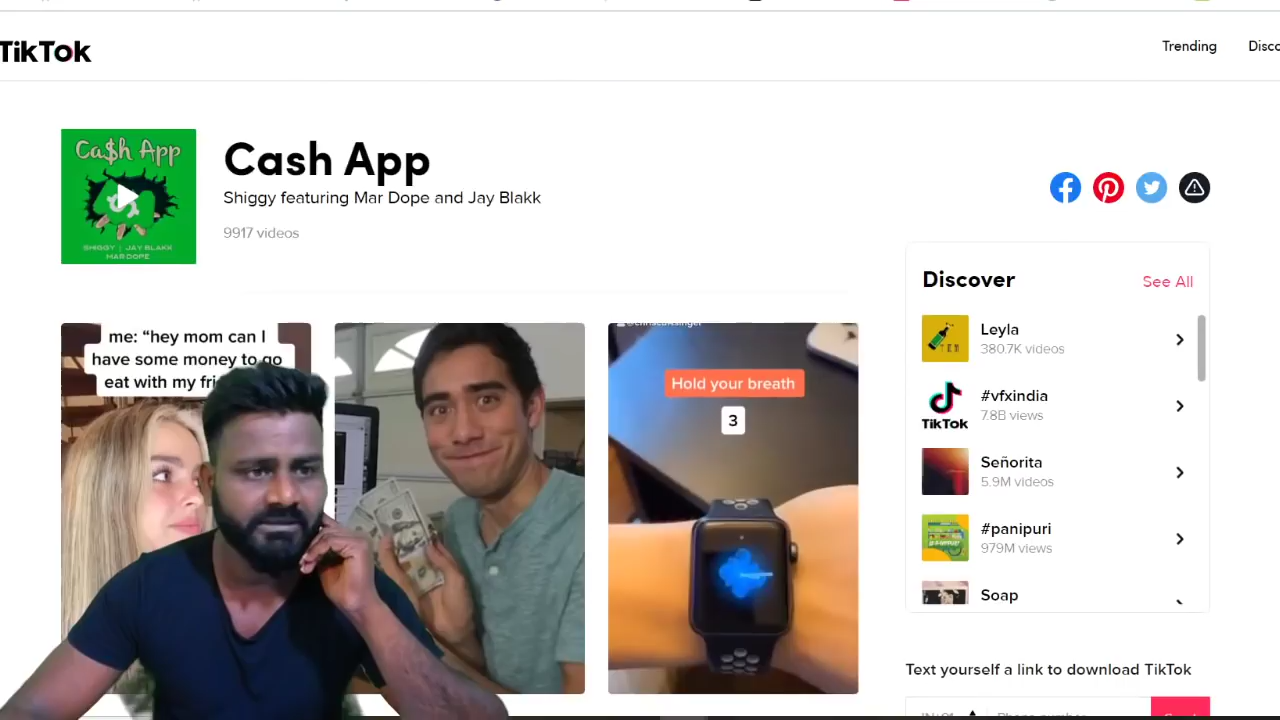 TikTok
Trending
Ca$h App
SHIGGY | JAY BLAKK
MAR DOPE
Cash App
Shiggy featuring Mar Dope and Jay Blakk
9917 videos
me: “hey mom can I
have some money to go
eat with my
Hold your breath
3
Discover
See All
Leyla
380.7K videos
#vfxindia
7.8B views
TikTok
Señorita
5.9M videos
#panipuri
979M views
Soap
Text yourself a link to download TikTok